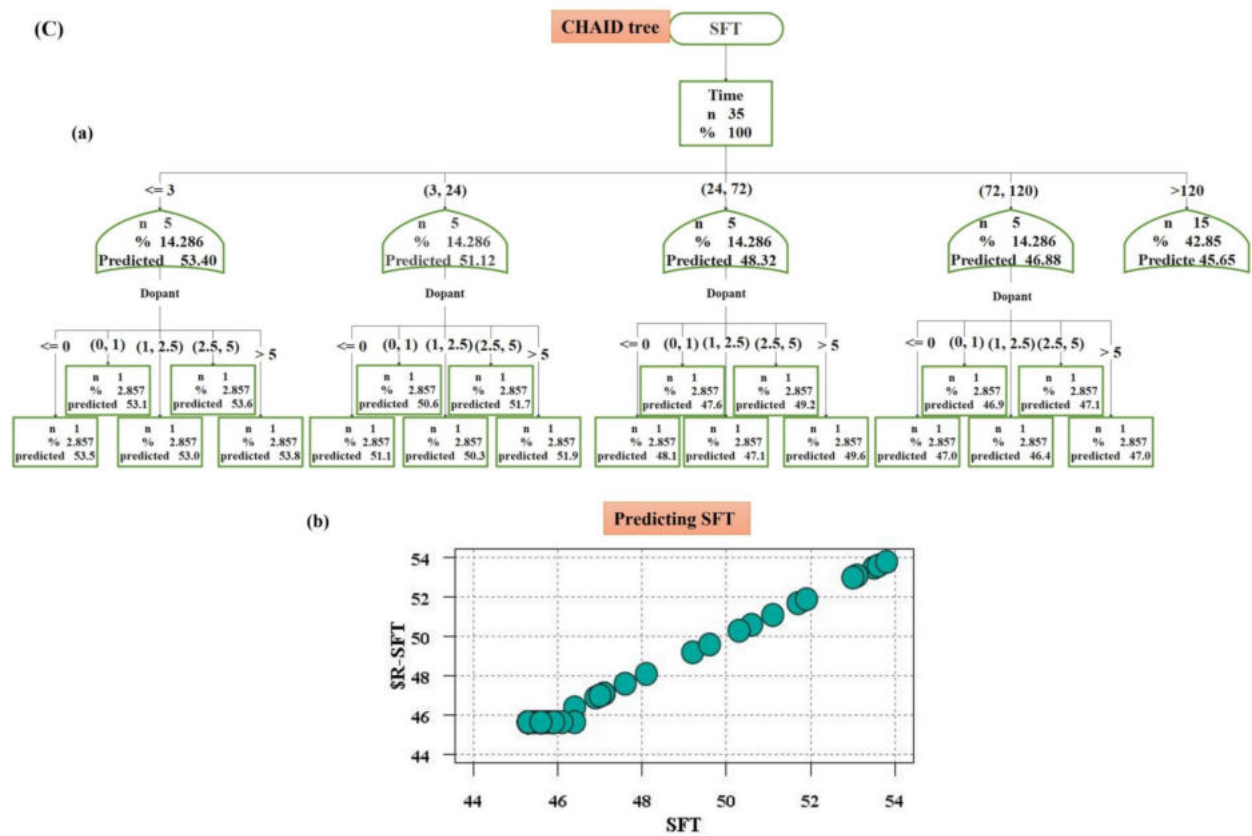 (C)
CHAID tree
SFT
(a)
Time
n 35
% 100
<= 3
(3, 24)
(24, 72)
(72, 120)
>120
n 5
% 14.286
Predicted 53.40
n 5
% 14.286
Predicted 51.12
n 5
% 14.286
Predicted 48.32
n 5
% 14.286
Predicted 46.88
n 15
% 42.85
Predicte 45.65
Dopant
Dopant
Dopant
Dopant
<= 0 (0, 1) (1, 2.5) (2.5, 5) > 5
<= 0 (0, 1) (1, 2.5) (2.5, 5) > 5
<= 0 (0, 1) (1, 2.5) (2.5, 5) > 5
<= 0 (0, 1) (1, 2.5) (2.5, 5) > 5
n 1
% 2.857
predicted 53.1
n 1
% 2.857
predicted 53.6
n 1
% 2.857
predicted 50.6
n 1
% 2.857
predicted 51.7
n 1
% 2.857
predicted 47.6
n 1
% 2.857
predicted 49.2
n 1
% 2.857
predicted 46.9
n 1
% 2.857
predicted 47.1
n 1
% 2.857
predicted 53.5
n 1
% 2.857
predicted 53.0
n 1
% 2.857
predicted 53.8
n 1
% 2.857
predicted 51.1
n 1
% 2.857
predicted 50.3
n 1
% 2.857
predicted 51.9
n 1
% 2.857
predicted 48.1
n 1
% 2.857
predicted 47.1
n 1
% 2.857
predicted 49.6
n 1
% 2.857
predicted 47.0
n 1
% 2.857
predicted 46.4
n 1
% 2.857
predicted 47.0
(b)
Predicting SFT
$R-SFT
54
52
50
48
46
44
44 46 48 50 52 54
SFT